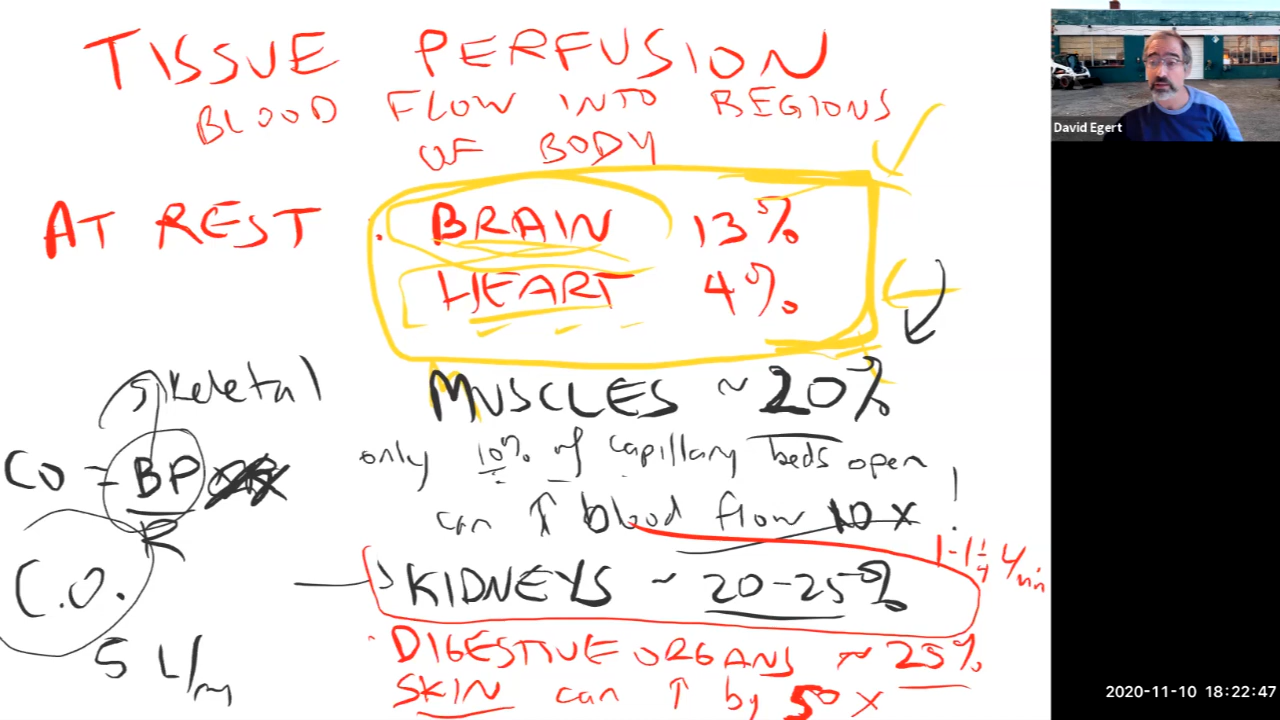 TISSUE PERFUSION
BLOOD FLOW INTO REGIONS
OF BODY
David Egert
AT REST
BRAIN 13%
HEART 4%
skeletal
MUSCLES ~ 20%
CO = BP
R
only 10% of capillary beds open
can ↑ blood flow 10 x !
1-1 1/4 L/min
C.O.
KIDNEYS ~ 20-25%
5 L/m
DIGESTIVE ORGANS ~ 25%
SKIN can ↑ by 50 x
2020-11-10 18:22:47